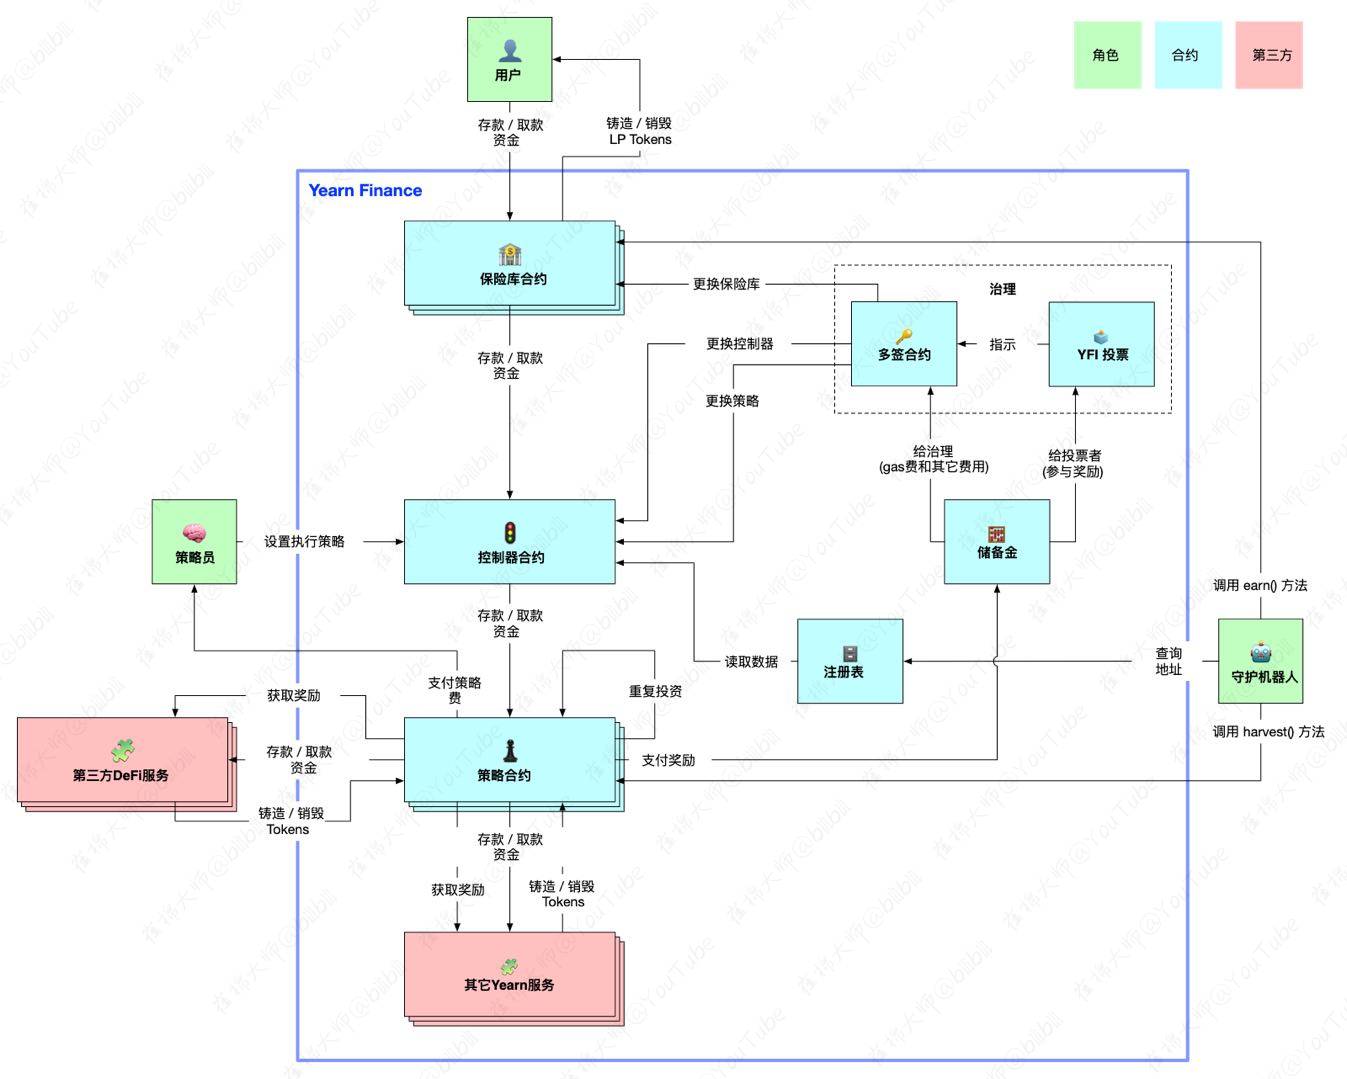 角色
合约
第三方
用户
存款 / 取款
资金
铸造 / 销毁
LP Tokens
Yearn Finance
保险库合约
更换保险库
治理
多签合约
指示
YFI 投票
更换控制器
存款 / 取款
资金
更换策略
给治理
(gas费和其它费用)
给投票者
(参与奖励)
策略员
设置执行策略
控制器合约
储备金
调用 earn() 方法
存款 / 取款
资金
读取数据
注册表
查询
地址
守护机器人
支付策略
费
重复投资
获取奖励
调用 harvest() 方法
第三方DeFi服务
存款 / 取款
资金
策略合约
支付奖励
铸造 / 销毁
Tokens
存款 / 取款
资金
获取奖励
铸造 / 销毁
Tokens
其它Yearn服务